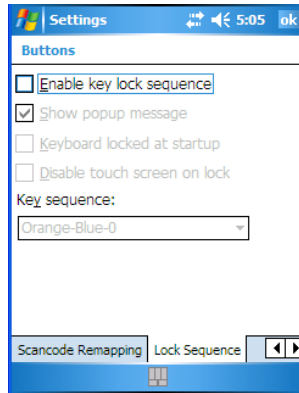 Settings 5:05 ok
Buttons
Enable key lock sequence
Show popup message
Keyboard locked at startup
Disable touch screen on lock
Key sequence:
Orange-Blue-0
Scancode Remapping Lock Sequence